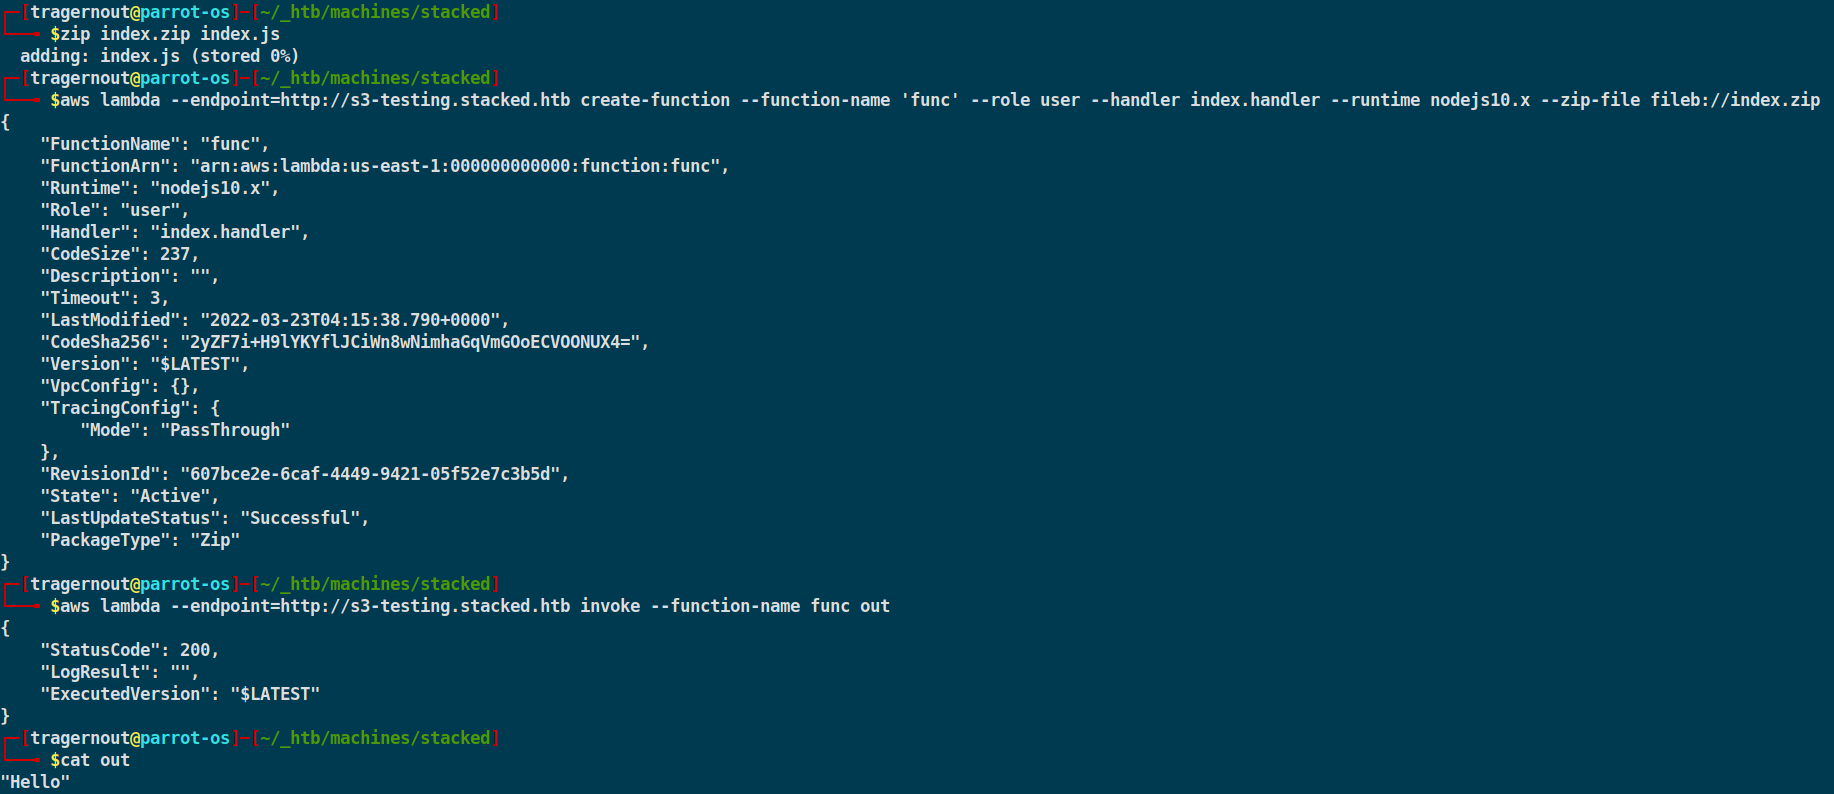 [tragernout@parrot-os]─[~/_htb/machines/stacked]
$zip index.zip index.js
  adding: index.js (stored 0%)
[tragernout@parrot-os]─[~/_htb/machines/stacked]
$aws lambda --endpoint=http://s3-testing.stacked.htb create-function --function-name 'func' --role user --handler index.handler --runtime nodejs10.x --zip-file fileb://index.zip
{
    "FunctionName": "func",
    "FunctionArn": "arn:aws:lambda:us-east-1:000000000000:function:func",
    "Runtime": "nodejs10.x",
    "Role": "user",
    "Handler": "index.handler",
    "CodeSize": 237,
    "Description": "",
    "Timeout": 3,
    "LastModified": "2022-03-23T04:15:38.790+0000",
    "CodeSha256": "2yZF7i+H9lYKYflJCiWn8wNimhaGqVmGOoECVOONUX4=",
    "Version": "$LATEST",
    "VpcConfig": {},
    "TracingConfig": {
        "Mode": "PassThrough"
    },
    "RevisionId": "607bce2e-6caf-4449-9421-05f52e7c3b5d",
    "State": "Active",
    "LastUpdateStatus": "Successful",
    "PackageType": "Zip"
}
[tragernout@parrot-os]─[~/_htb/machines/stacked]
$aws lambda --endpoint=http://s3-testing.stacked.htb invoke --function-name func out
{
    "StatusCode": 200,
    "LogResult": "",
    "ExecutedVersion": "$LATEST"
}
[tragernout@parrot-os]─[~/_htb/machines/stacked]
$cat out
"Hello"